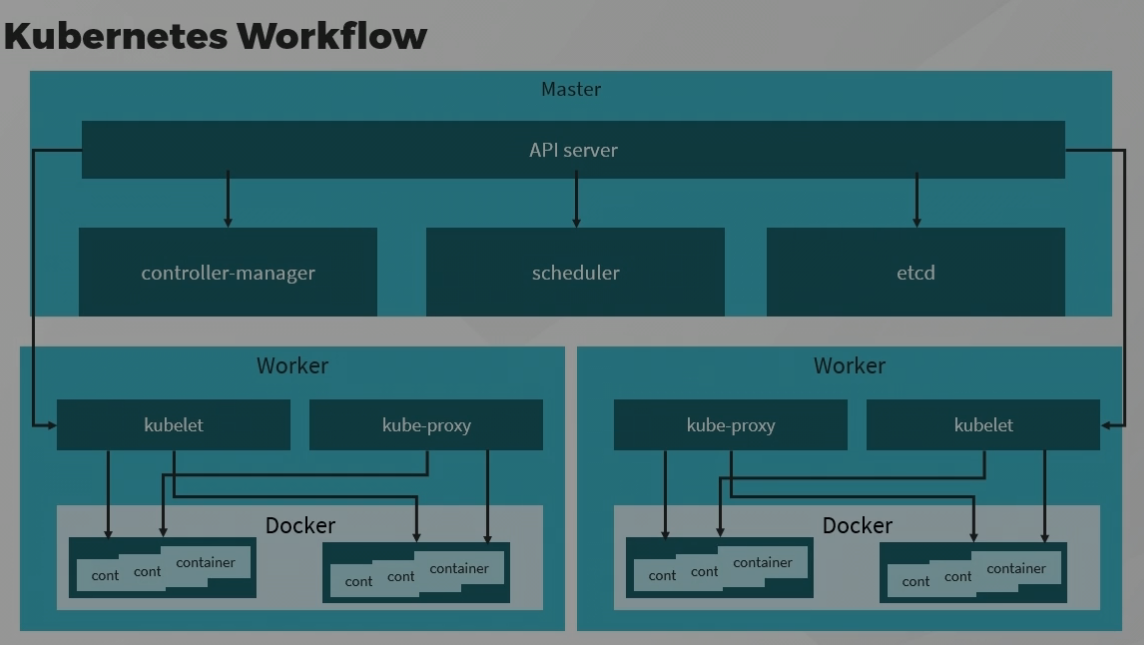 Kubernetes Workflow
Master
API server
controller-manager
scheduler
etcd
Worker
kubelet
kube-proxy
Docker
cont
cont
container
cont
cont
container
Worker
kube-proxy
kubelet
Docker
cont
cont
container
cont
cont
container